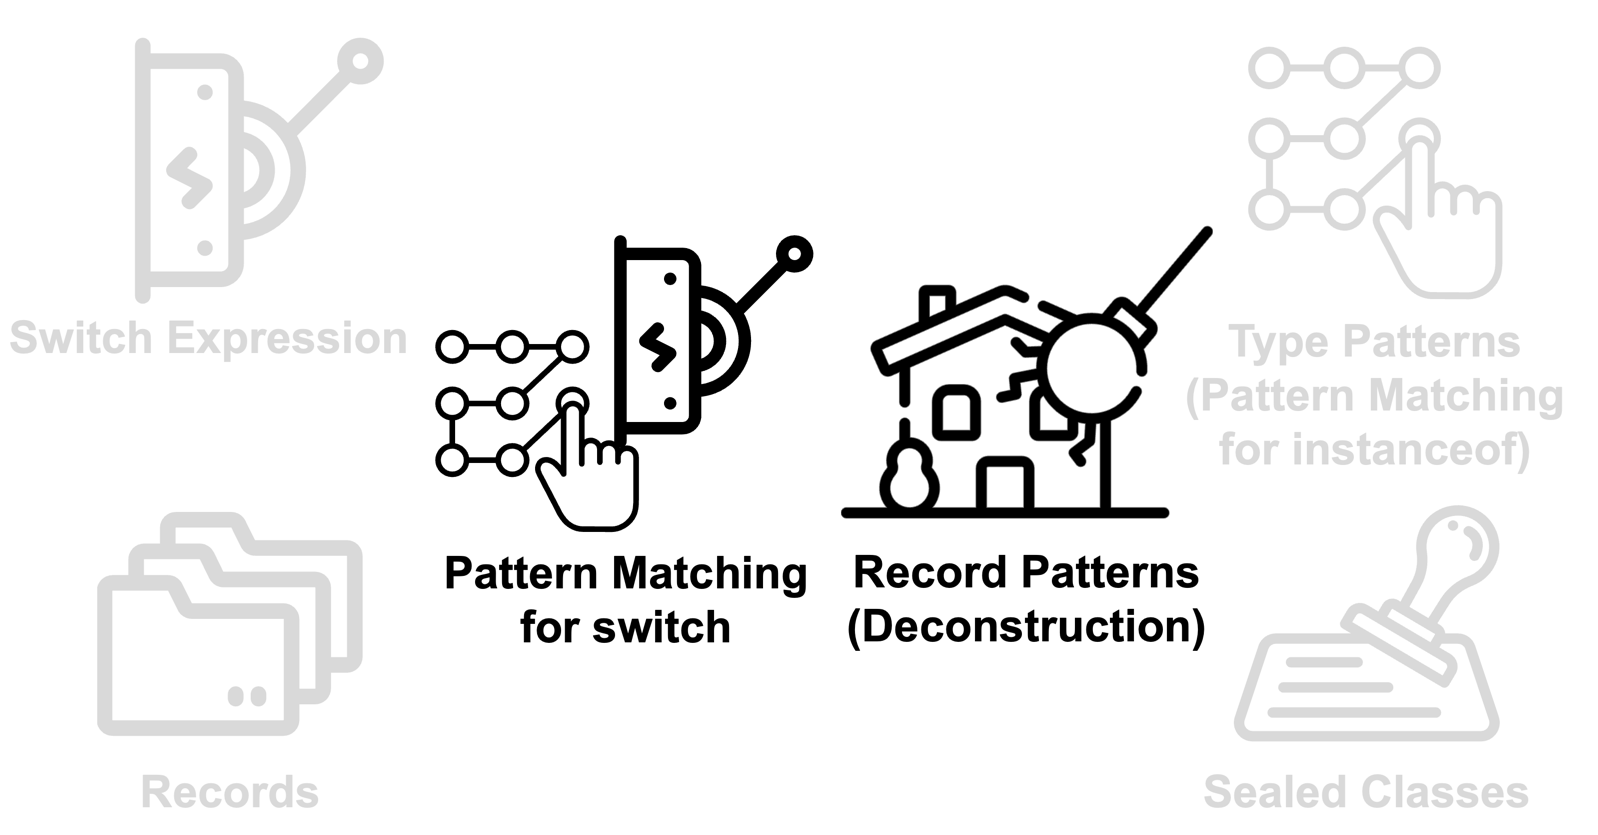 Switch Expression
Type Patterns
(Pattern Matching
for instanceof)
Pattern Matching
for switch
Record Patterns
(Deconstruction)
Records
Sealed Classes